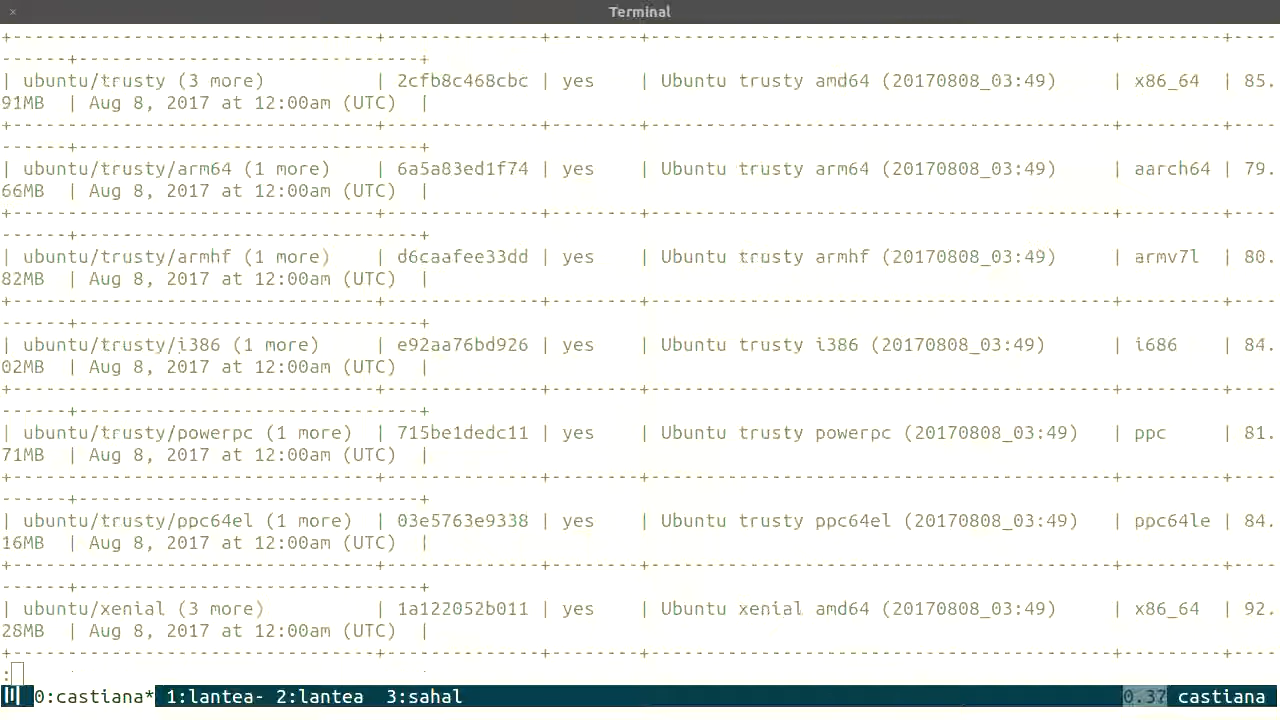 × Terminal
+----------------------------------+--------------+--------+-------------------------------------------+---------+----
------+-------------------------------+
| ubuntu/trusty (3 more) | 2cfb8c468cbc | yes | Ubuntu trusty amd64 (20170808_03:49) | x86_64 | 85.
91MB | Aug 8, 2017 at 12:00am (UTC) |
+----------------------------------+--------------+--------+-------------------------------------------+---------+----
------+-------------------------------+
| ubuntu/trusty/arm64 (1 more) | 6a5a83ed1f74 | yes | Ubuntu trusty arm64 (20170808_03:49) | aarch64 | 79.
66MB | Aug 8, 2017 at 12:00am (UTC) |
+----------------------------------+--------------+--------+-------------------------------------------+---------+----
------+-------------------------------+
| ubuntu/trusty/armhf (1 more) | d6caafee33dd | yes | Ubuntu trusty armhf (20170808_03:49) | armv7l | 80.
82MB | Aug 8, 2017 at 12:00am (UTC) |
+----------------------------------+--------------+--------+-------------------------------------------+---------+----
------+-------------------------------+
| ubuntu/trusty/i386 (1 more) | e92aa76bd926 | yes | Ubuntu trusty i386 (20170808_03:49) | i686 | 84.
02MB | Aug 8, 2017 at 12:00am (UTC) |
+----------------------------------+--------------+--------+-------------------------------------------+---------+----
------+-------------------------------+
| ubuntu/trusty/powerpc (1 more) | 715be1dedc11 | yes | Ubuntu trusty powerpc (20170808_03:49) | ppc | 81.
71MB | Aug 8, 2017 at 12:00am (UTC) |
+----------------------------------+--------------+--------+-------------------------------------------+---------+----
------+-------------------------------+
| ubuntu/trusty/ppc64el (1 more) | 03e5763e9338 | yes | Ubuntu trusty ppc64el (20170808_03:49) | ppc64le | 84.
16MB | Aug 8, 2017 at 12:00am (UTC) |
+----------------------------------+--------------+--------+-------------------------------------------+---------+----
------+-------------------------------+
| ubuntu/xenial (3 more) | 1a122052b011 | yes | Ubuntu xenial amd64 (20170808_03:49) | x86_64 | 92.
28MB | Aug 8, 2017 at 12:00am (UTC) |
+----------------------------------+--------------+--------+-------------------------------------------+---------+----
:
0:castiana* 1:lantea- 2:lantea 3:sahal 0.37 castiana